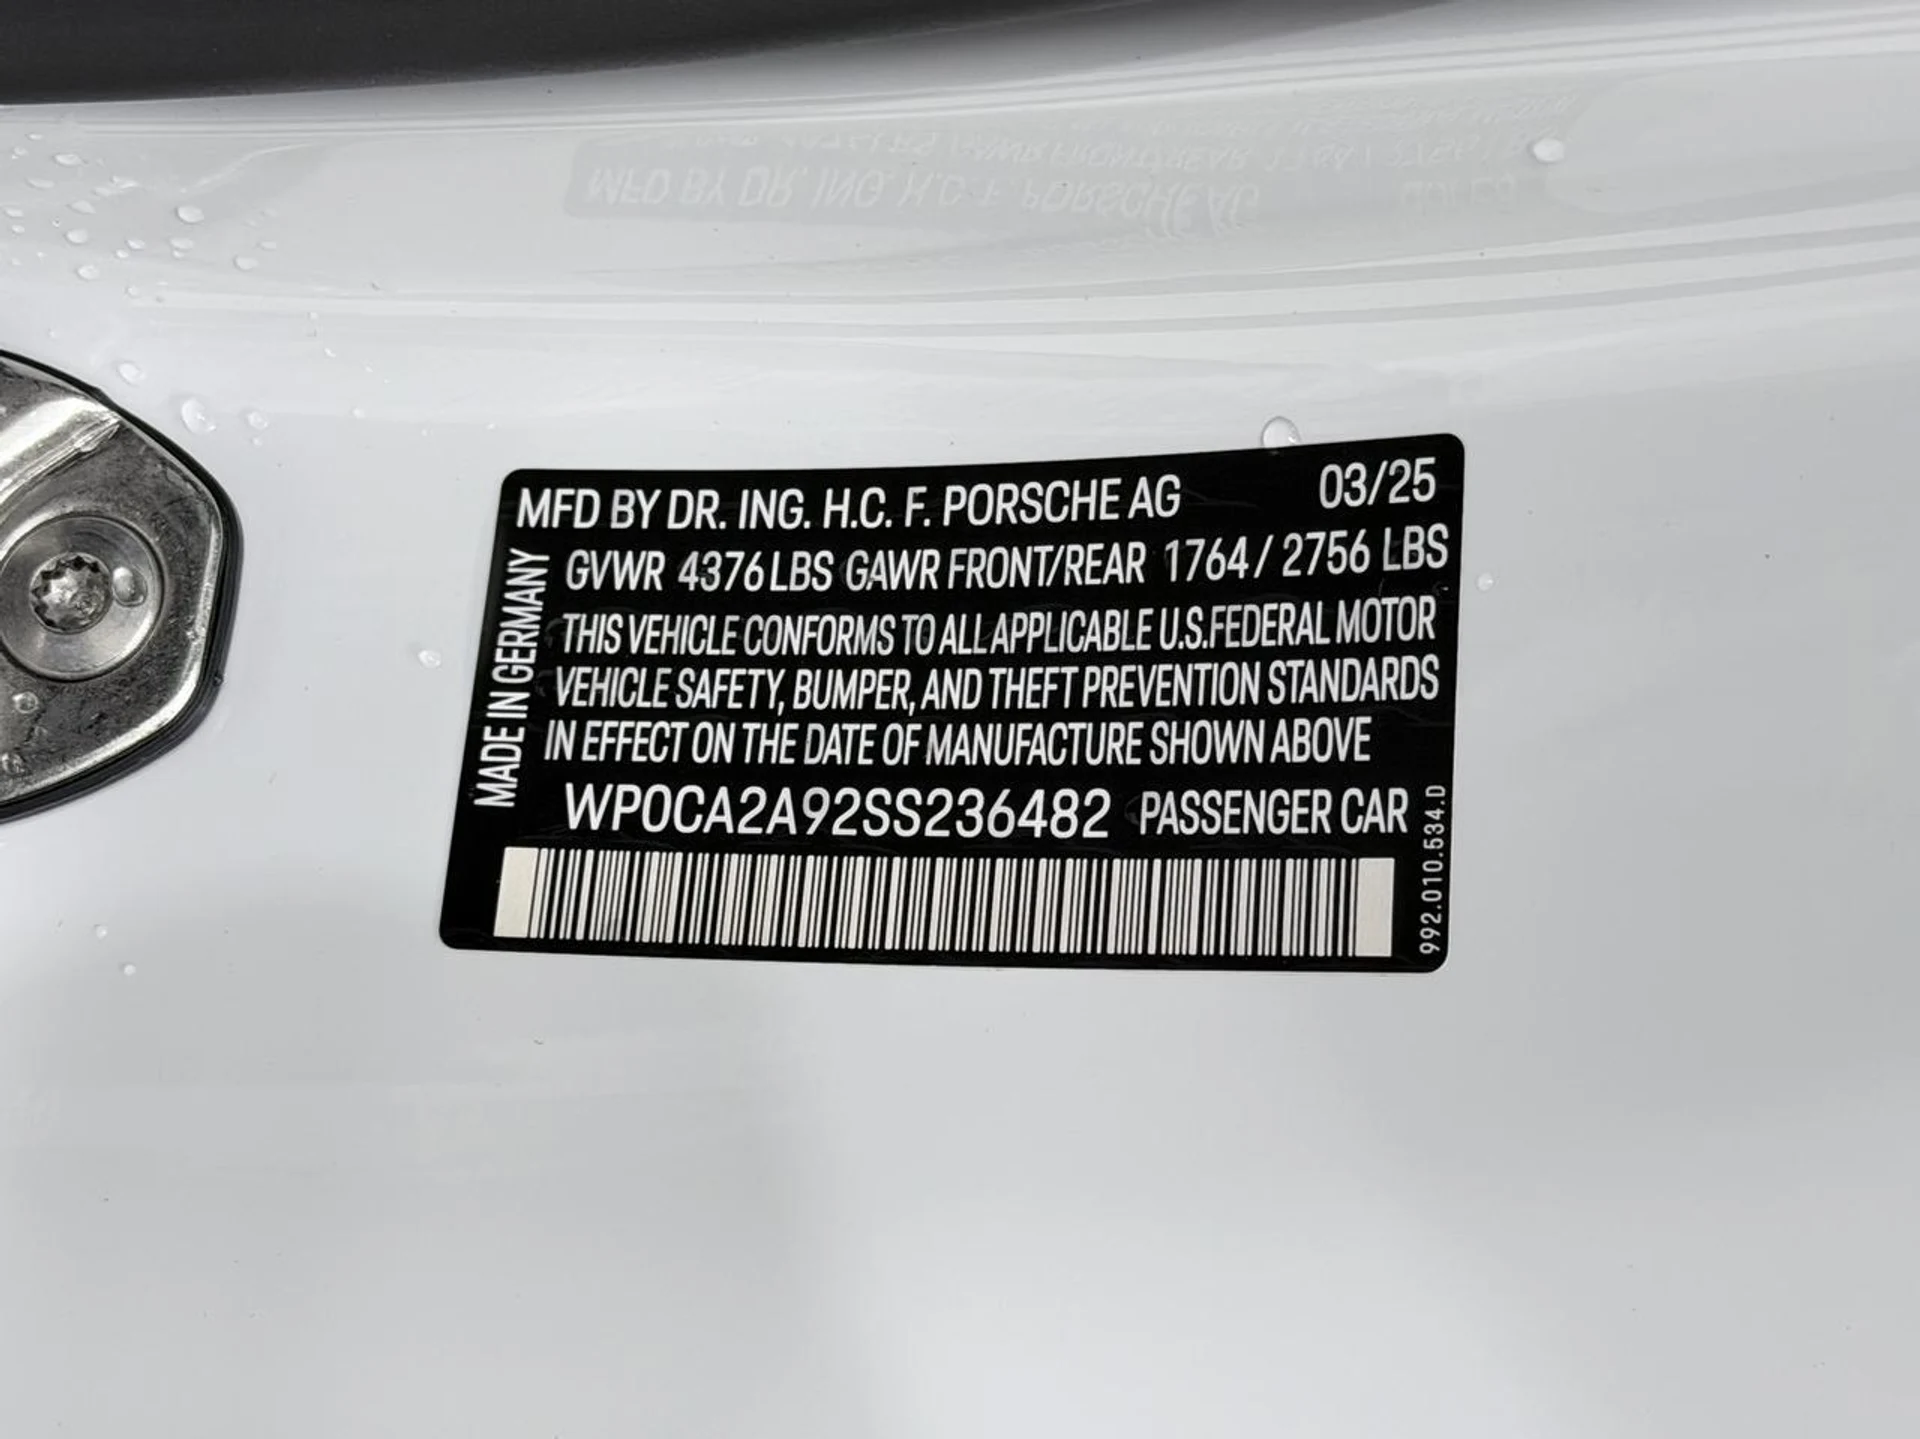 MFD BY DR. ING. H.C. F. PORSCHE AG 03/25
GVWR 4376 LBS GAWR FRONT/REAR 1764 / 2756 LBS
THIS VEHICLE CONFORMS TO ALL APPLICABLE U.S.FEDERAL MOTOR
VEHICLE SAFETY, BUMPER, AND THEFT PREVENTION STANDARDS
IN EFFECT ON THE DATE OF MANUFACTURE SHOWN ABOVE
WP0CA2A92SS236482 PASSENGER CAR
MADE IN GERMANY
992.010.534.D